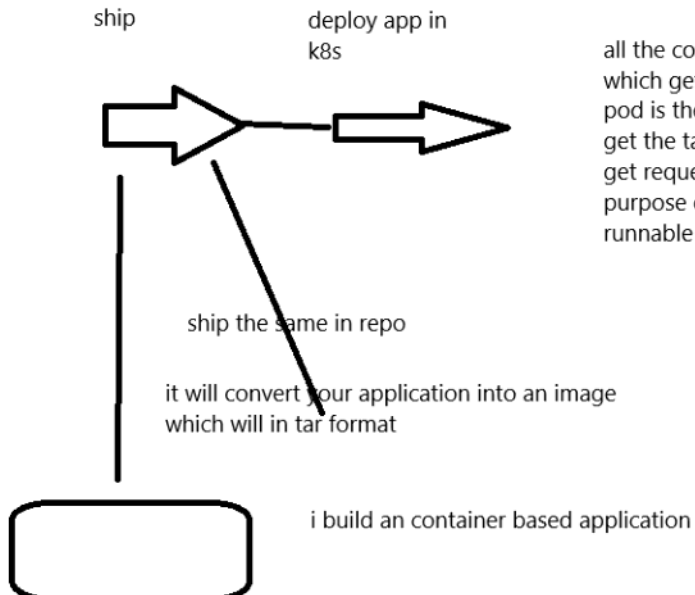 ship
deploy app in
k8s
all the co
which ge
pod is the
get the ta
get reque
purpose
runnable
ship the same in repo
it will convert your application into an image
which will in tar format
i build an container based application